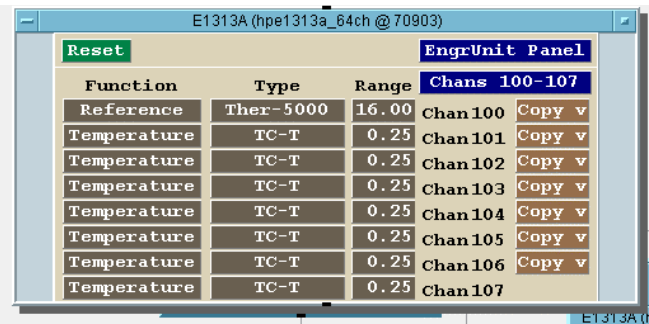 E1313A (hpe1313a_64ch @ 70903)
Reset EngrUnit Panel
Function Type Range Chans 100-107
Reference Ther-5000 16.00 Chan100 Copy v
Temperature TC-T 0.25 Chan101 Copy v
Temperature TC-T 0.25 Chan102 Copy v
Temperature TC-T 0.25 Chan103 Copy v
Temperature TC-T 0.25 Chan104 Copy v
Temperature TC-T 0.25 Chan105 Copy v
Temperature TC-T 0.25 Chan106 Copy v
Temperature TC-T 0.25 Chan107
E1313A (